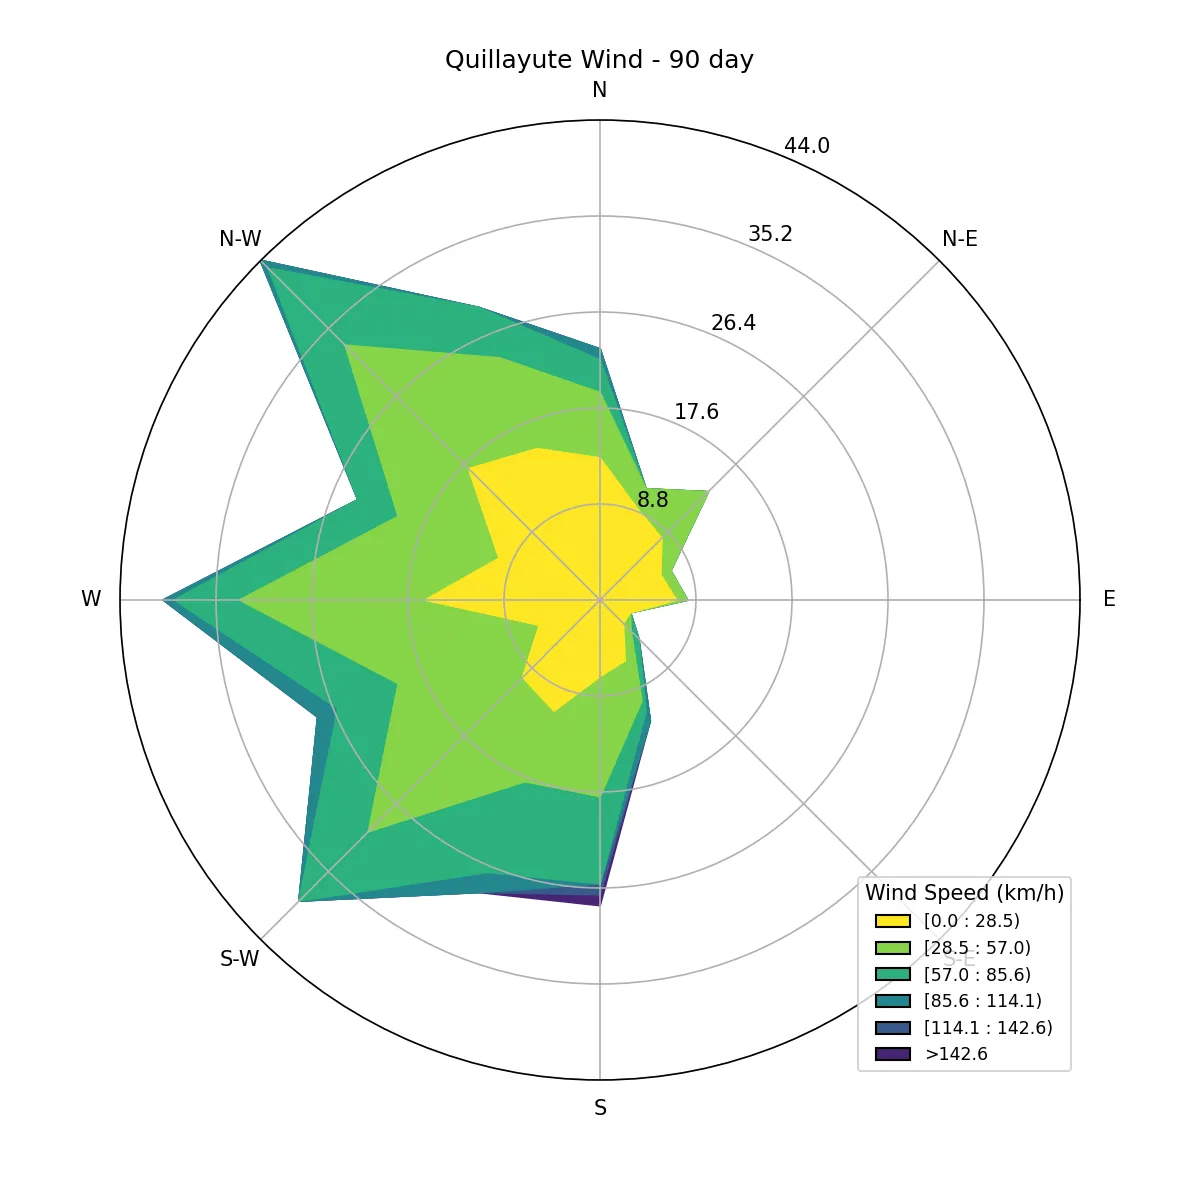 Quillayute Wind - 90 day
N
44.0
35.2
N-W
N-E
26.4
17.6
8.8
W
E
S-W
S-E
Wind Speed (km/h)
[0.0 : 28.5)
[28.5 : 57.0)
[57.0 : 85.6)
[85.6 : 114.1)
[114.1 : 142.6)
>142.6
S